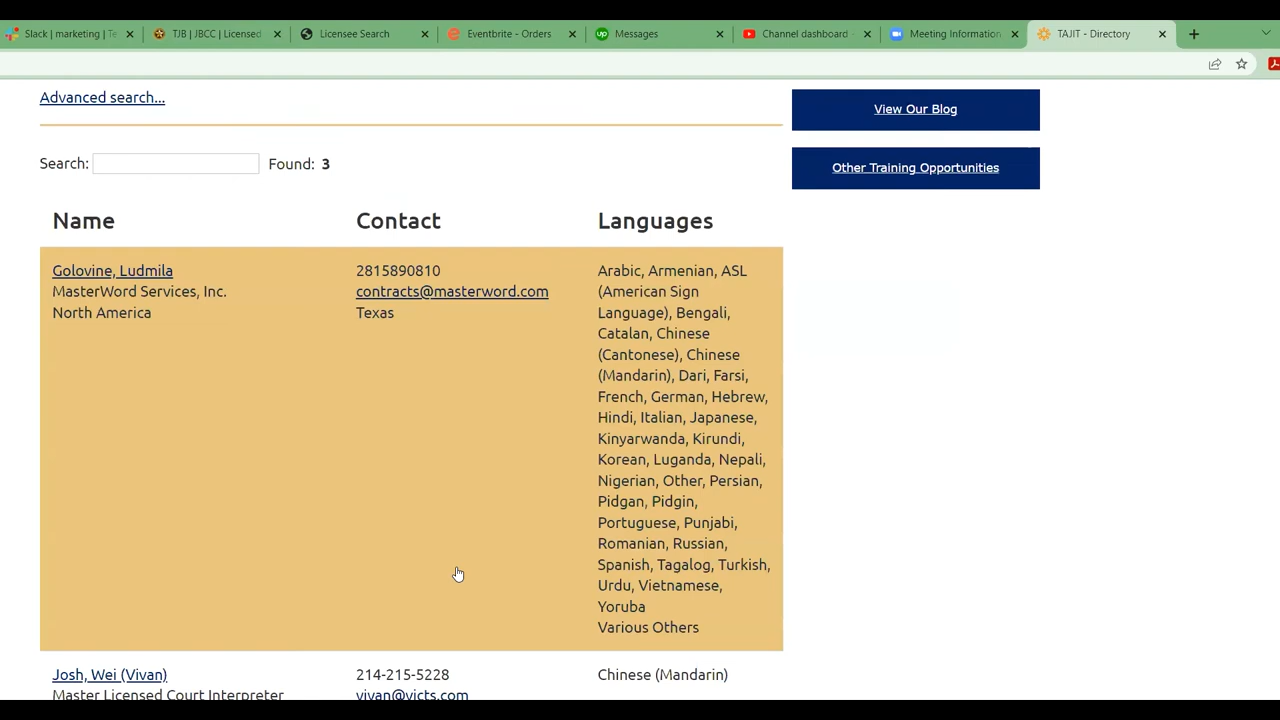 Slack | marketing | Te
TJB | JBCC | Licensed
Licensee Search
Eventbrite - Orders
up
Messages
Channel dashboard -
Meeting Information
TAJIT - Directory
Advanced search...
View Our Blog
Other Training Opportunities
Search:
Found: 3
Name
Contact
Languages
Golovine, Ludmila
MasterWord Services, Inc.
North America
2815890810
contracts@masterword.com
Texas
Arabic, Armenian, ASL
(American Sign
Language), Bengali,
Catalan, Chinese
(Cantonese), Chinese
(Mandarin), Dari, Farsi,
French, German, Hebrew,
Hindi, Italian, Japanese,
Kinyarwanda, Kirundi,
Korean, Luganda, Nepali,
Nigerian, Other, Persian,
Pidgan, Pidgin,
Portuguese, Punjabi,
Romanian, Russian,
Spanish, Tagalog, Turkish,
Urdu, Vietnamese,
Yoruba
Various Others
Josh, Wei (Vivan)
Master Licensed Court Interpreter
214-215-5228
vivan@victs.com
Chinese (Mandarin)